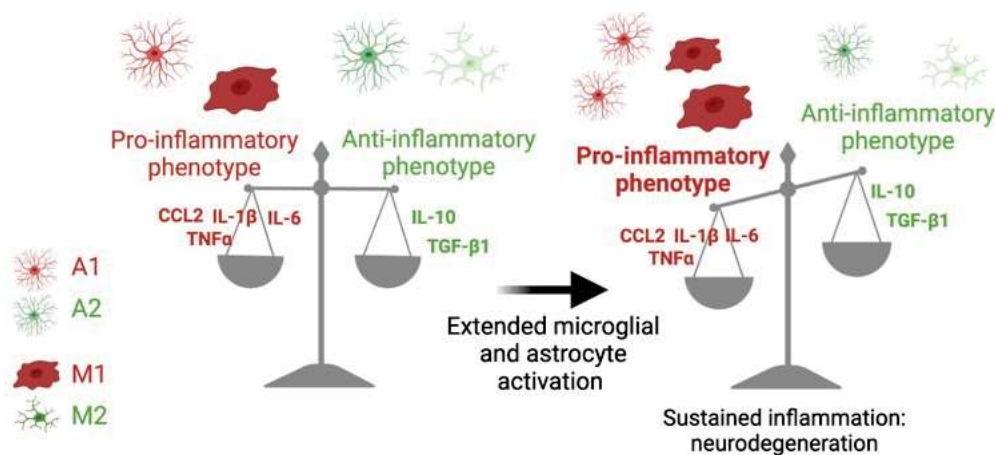 Pro-inflammatory
phenotype
Anti-inflammatory
phenotype
CCL2 IL-1β IL-6
TNFα
IL-10
TGF-β1
A1
A2
M1
M2
Extended microglial
and astrocyte
activation
Pro-inflammatory
phenotype
Anti-inflammatory
phenotype
CCL2 IL-1β IL-6
TNFα
IL-10
TGF-β1
Sustained inflammation:
neurodegeneration